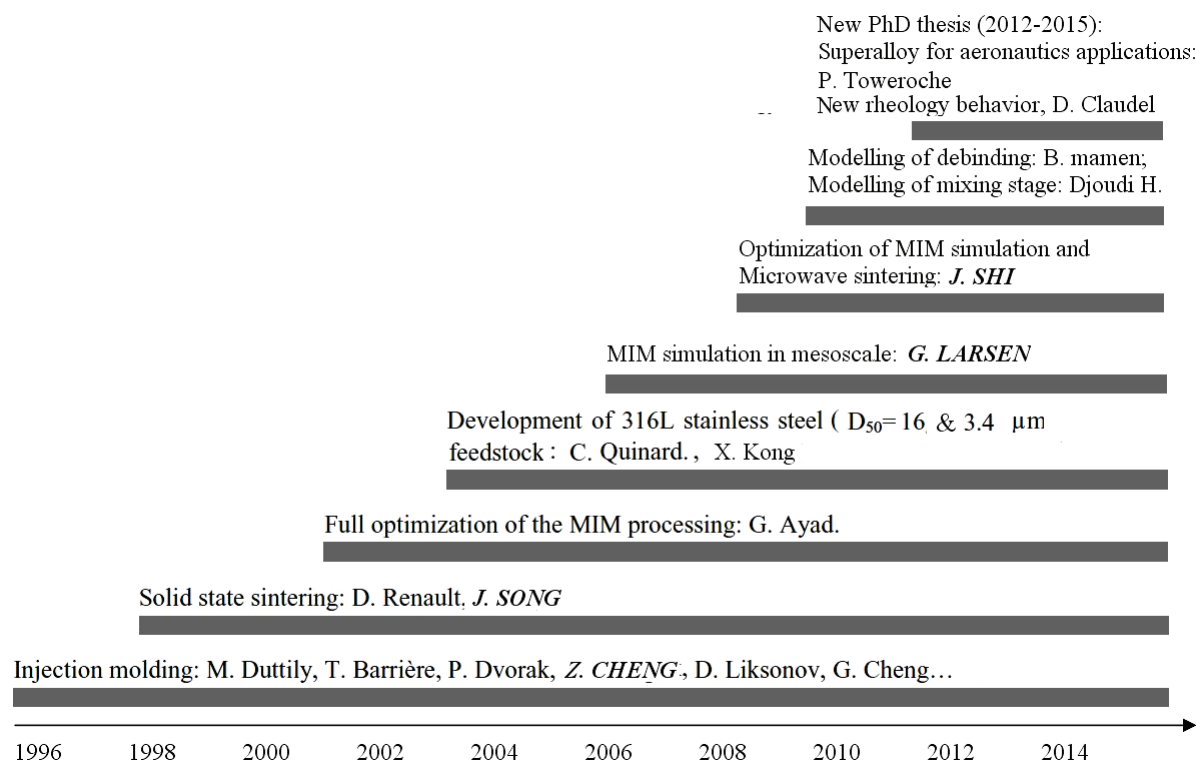 New PhD thesis (2012-2015):
Superalloy for aeronautics applications:
P. Toweroche
New rheology behavior, D. Claudel
Modelling of debinding: B. mamen;
Modelling of mixing stage: Djoudi H.
Optimization of MIM simulation and
Microwave sintering: J. SHI
MIM simulation in mesoscale: G. LARSEN
Development of 316L stainless steel ( D50=16 & 3.4 μm
feedstock: C. Quinard., X. Kong
Full optimization of the MIM processing: G. Ayad.
Solid state sintering: D. Renault, J. SONG
Injection molding: M. Duttily, T. Barrière, P. Dvorak, Z. CHENG, D. Liksonov, G. Cheng…
1996 1998 2000 2002 2004 2006 2008 2010 2012 2014